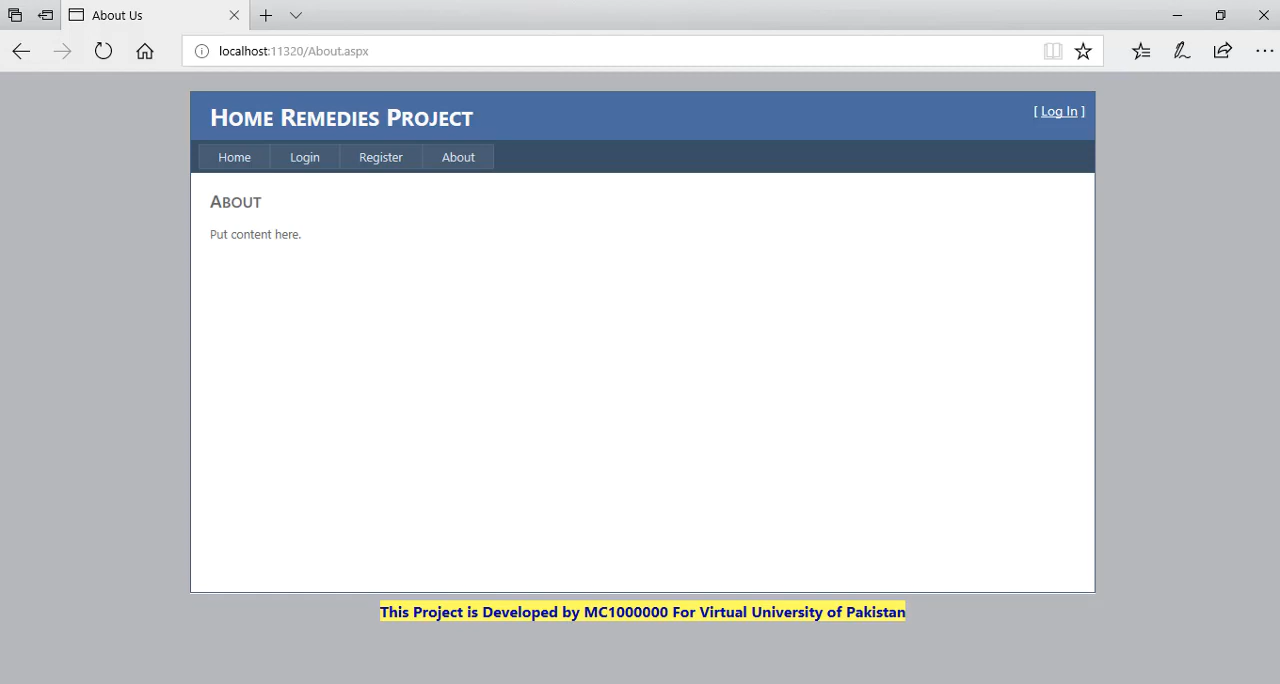 About Us
localhost:11320/About.aspx
HOME REMEDIES PROJECT
[ Log In ]
Home Login Register About
ABOUT
Put content here.
This Project is Developed by MC1000000 For Virtual University of Pakistan